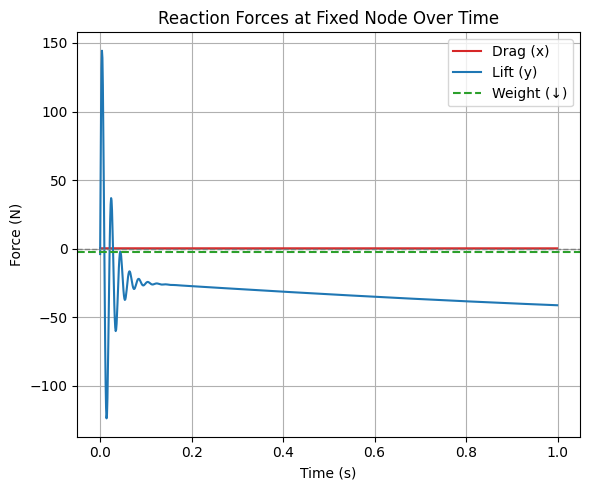 Reaction Forces at Fixed Node Over Time
Drag (x)
Lift (y)
Weight (↓)
Force (N)
150
100
50
0
−50
−100
0.0 0.2 0.4 0.6 0.8 1.0
Time (s)